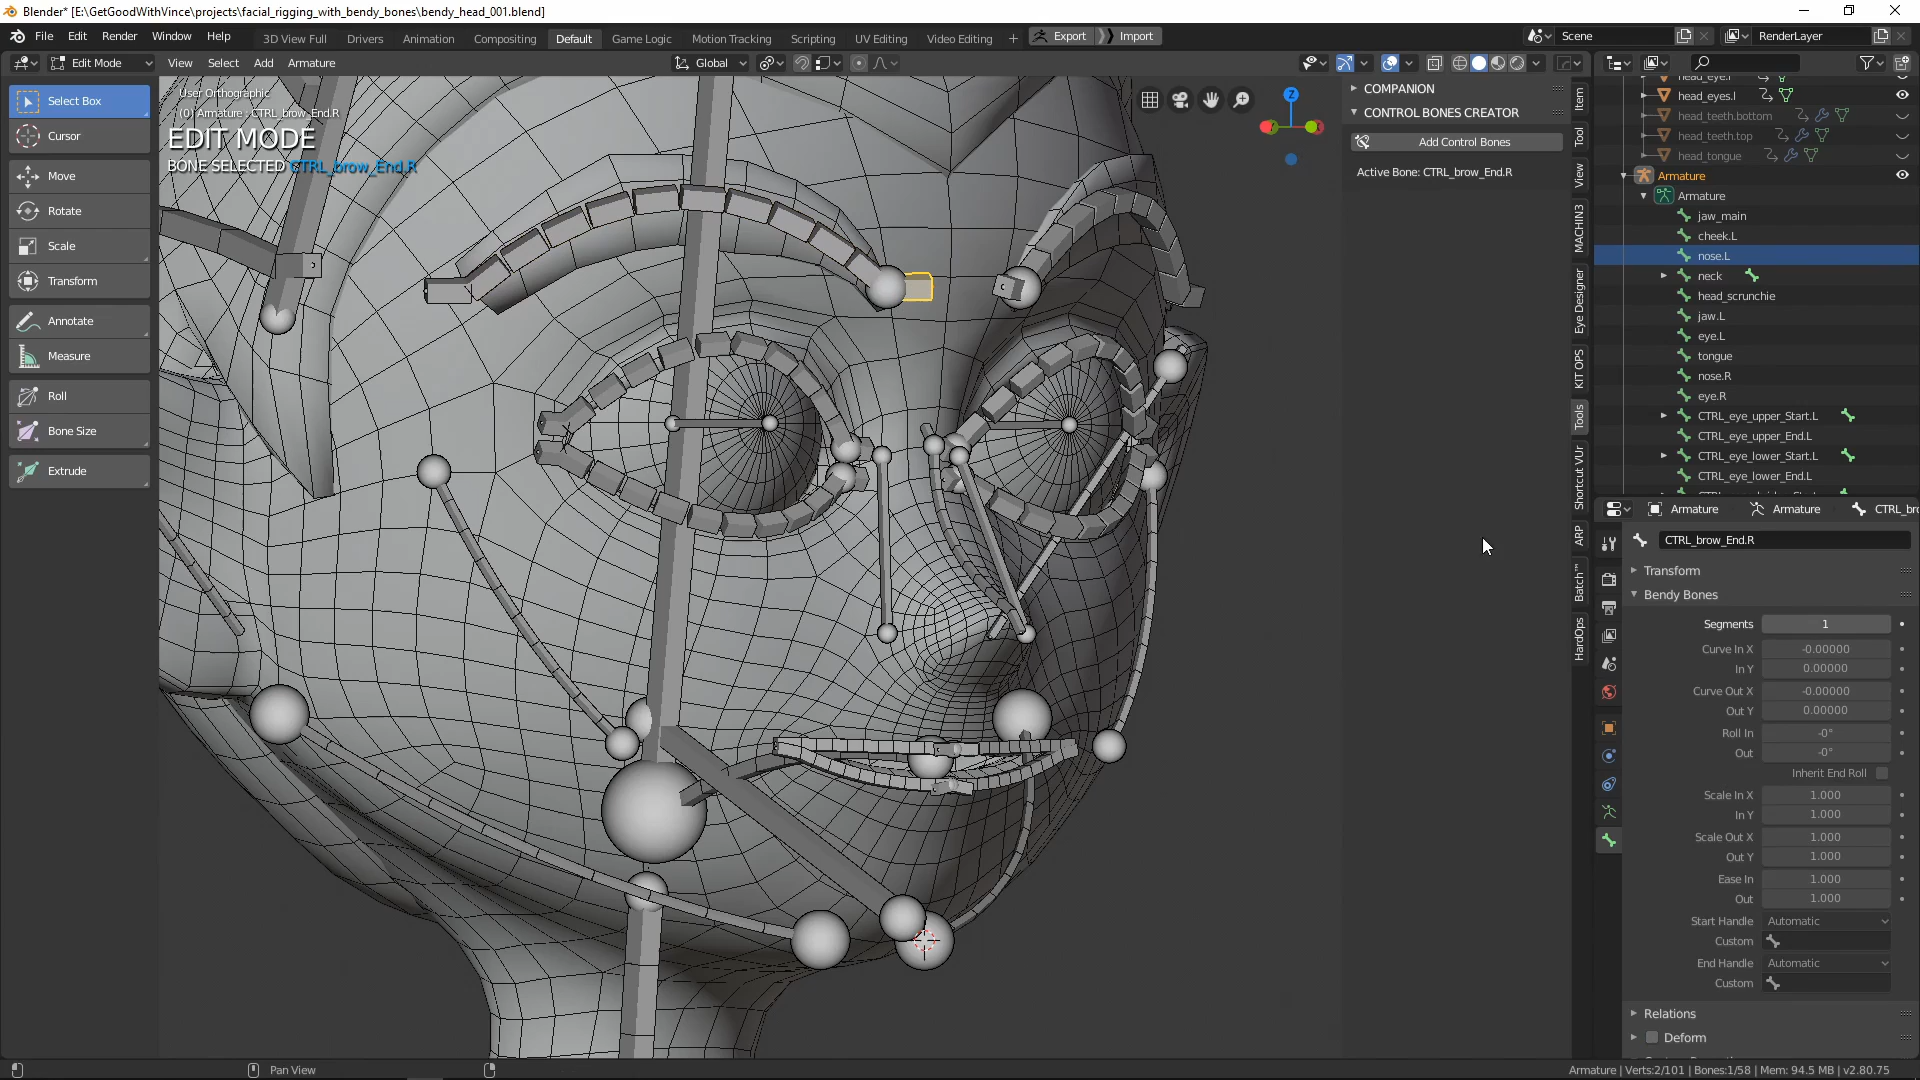 Blender* [E:\GetGoodWithVince\projects\facial_rigging_with_bendy_bones\bendy_head_001.blend]
File Edit Render Window Help 3D View Full Drivers Animation Compositing Default Game Logic Motion Tracking Scripting UV Editing Video Editing + Export Import Scene RenderLayer
Edit Mode View Select Add Armature Global
Select Box
Cursor
Move
Rotate
Scale
Transform
Annotate
Measure
Roll
Bone Size
Extrude
User Orthographic
(0) Armature : CTRL_brow_End.R
EDIT MODE
BONE SELECTED CTRL_brow_End.R
Z
COMPANION
CONTROL BONES CREATOR
Add Control Bones
Active Bone: CTRL_brow_End.R
Item
Tool
View
MACHIN3
Eye Designer
KIT OPS
Tools
Shortcut VUr
ARP
Batch™
HardOps
head_eyes.l
head_teeth.bottom
head_teeth.top
head_tongue
Armature
Armature
jaw_main
cheek.L
nose.L
neck
head_scrunchie
jaw.L
eye.L
tongue
nose.R
eye.R
CTRL_eye_upper_Start.L
CTRL_eye_upper_End.L
CTRL_eye_lower_Start.L
CTRL_eye_lower_End.L
Armature Armature CTRL_br
CTRL_brow_End.R
Transform
Bendy Bones
Segments 1
Curve In X -0.00000
In Y 0.00000
Curve Out X -0.00000
Out Y 0.00000
Roll In -0°
Out -0°
Inherit End Roll
Scale In X 1.000
In Y 1.000
Scale Out X 1.000
Out Y 1.000
Ease In 1.000
Out 1.000
Start Handle Automatic
Custom
End Handle Automatic
Custom
Relations
Deform
Pan View
Armature | Verts:2/101 | Bones:1/58 | Mem: 94.5 MB | v2.80.75